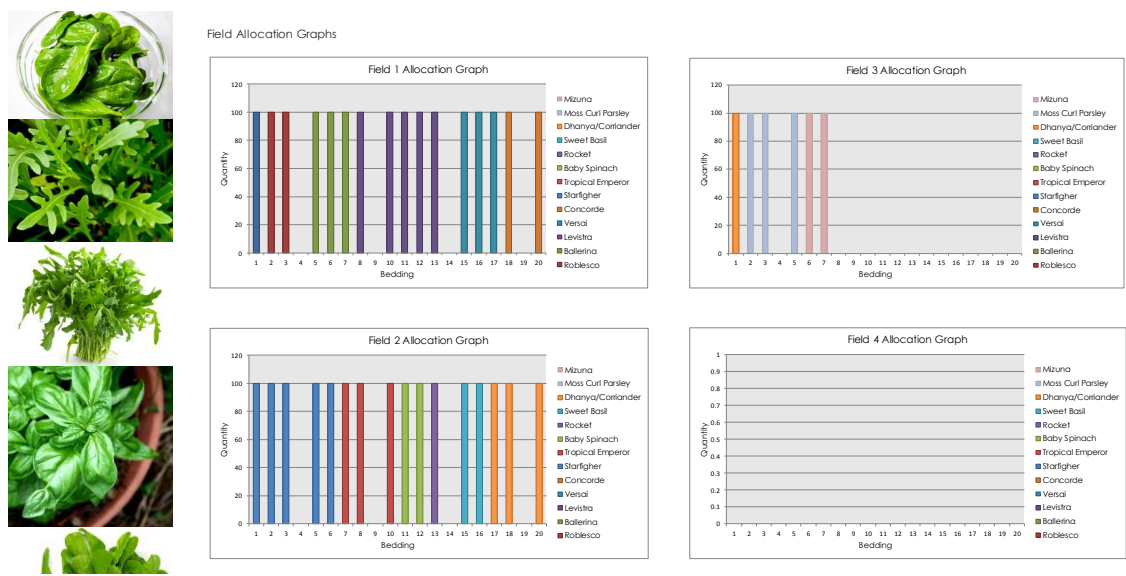 Field Allocation Graphs
Field 1 Allocation Graph
120
100
80
60
40
20
0
Quantity
1 2 3 4 5 6 7 8 9 10 11 12 13 14 15 16 17 18 19 20
Bedding
Mizuna
Moss Curl Parsley
Dhanya/Corriander
Sweet Basil
Rocket
Baby Spinach
Tropical Emperor
Starfigher
Concorde
Versai
Levistra
Ballerina
Roblesco
Field 3 Allocation Graph
120
100
80
60
40
20
0
Quantity
1 2 3 4 5 6 7 8 9 10 11 12 13 14 15 16 17 18 19 20
Bedding
Mizuna
Moss Curl Parsley
Dhanya/Corriander
Sweet Basil
Rocket
Baby Spinach
Tropical Emperor
Starfigher
Concorde
Versai
Levistra
Ballerina
Roblesco
Field 2 Allocation Graph
120
100
80
60
40
20
0
Quantity
1 2 3 4 5 6 7 8 9 10 11 12 13 14 15 16 17 18 19 20
Bedding
Mizuna
Moss Curl Parsley
Dhanya/Corriander
Sweet Basil
Rocket
Baby Spinach
Tropical Emperor
Starfigher
Concorde
Versai
Levistra
Ballerina
Roblesco
Field 4 Allocation Graph
1
0.9
0.8
0.7
0.6
0.5
0.4
0.3
0.2
0.1
0
Quantity
1 2 3 4 5 6 7 8 9 10 11 12 13 14 15 16 17 18 19 20
Bedding
Mizuna
Moss Curl Parsley
Dhanya/Corriander
Sweet Basil
Rocket
Baby Spinach
Tropical Emperor
Starfigher
Concorde
Versai
Levistra
Ballerina
Roblesco